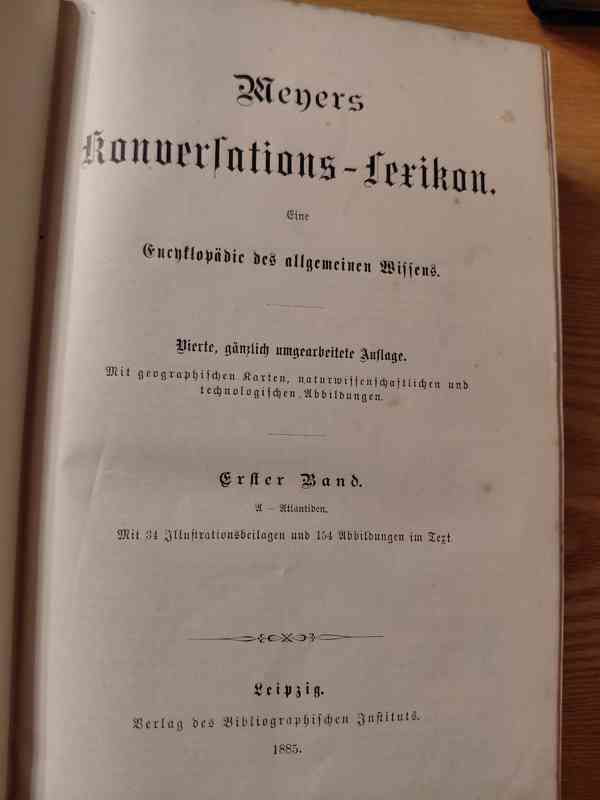 Meyers
Konverſations-Lexikon.
Eine
Encyklopädie des allgemeinen Wiſſens.
Vierte, gänzlich umgearbeitete Auflage.
Mit geographiſchen Karten, naturwiſſenſchaftlichen und
technologiſchen Abbildungen.
Erſter Band.
A – Atlantiden.
Mit 34 Illuſtrationsbeilagen und 154 Abbildungen im Text.
Leipzig.
Verlag des Bibliographiſchen Inſtituts.
1885.